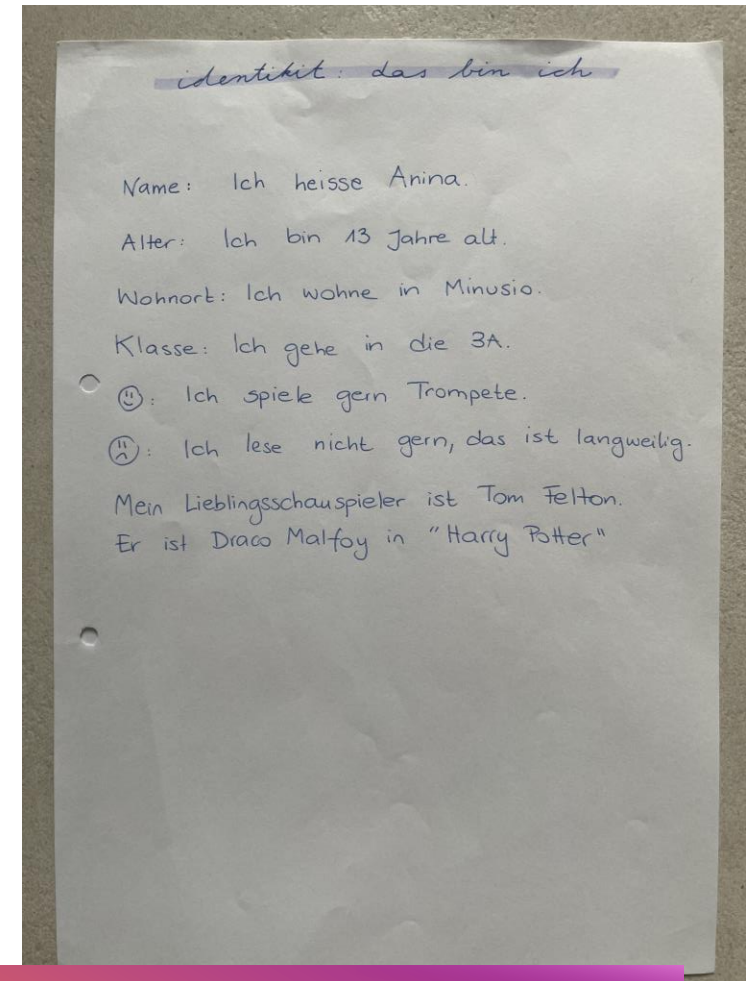 identikit: das bin ich
Name: Ich heisse Anina.
Alter: Ich bin 13 Jahre alt.
Wohnort: Ich wohne in Minusio.
Klasse: Ich gehe in die 3A.
☺: Ich spiele gern Trompete.
☹: Ich lese nicht gern, das ist langweilig.
Mein Lieblingsschauspieler ist Tom Felton.
Er ist Draco Malfoy in "Harry Potter"